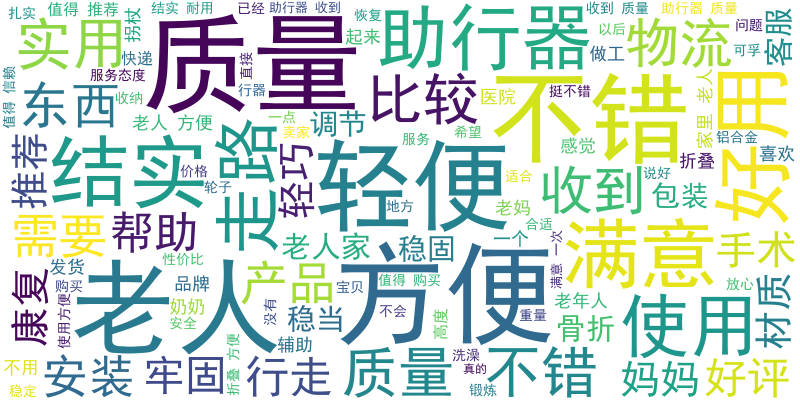 扎实
值得 推荐
拐杖
结实 耐用
已经
助行器 收到
恢复
收到 质量
助行器 质量
以后
问题
客服
实用
快递
质量
起来
助行器
做工
物流
可孚
值得 信赖
服务态度
直接
行器
比较
医院
挺不错
不错
家里 老人
好用
东西
收纳
老人 方便
一点
卖家
调节
服务
希望
感觉
铝合金
喜欢
推荐
结实
走路
价格
轮子
轻巧
轻便
适合
收到
说好
折叠
包装
需要
帮助
老人家
地方
老妈
稳固
一个
合适
满意 一次
满意
手术
康复
发货
购买
使用方便
老人
性价比
品牌
奶奶
安全
产品
没有
宝贝
值得 购买
方便
老年人
放心
材质
稳当
不会
高度
重量
骨折
使用
不用
稳定
安装
牢固
折叠 方便
行走
辅助
质量
洗澡
真的
锻炼
不错
妈妈
好评